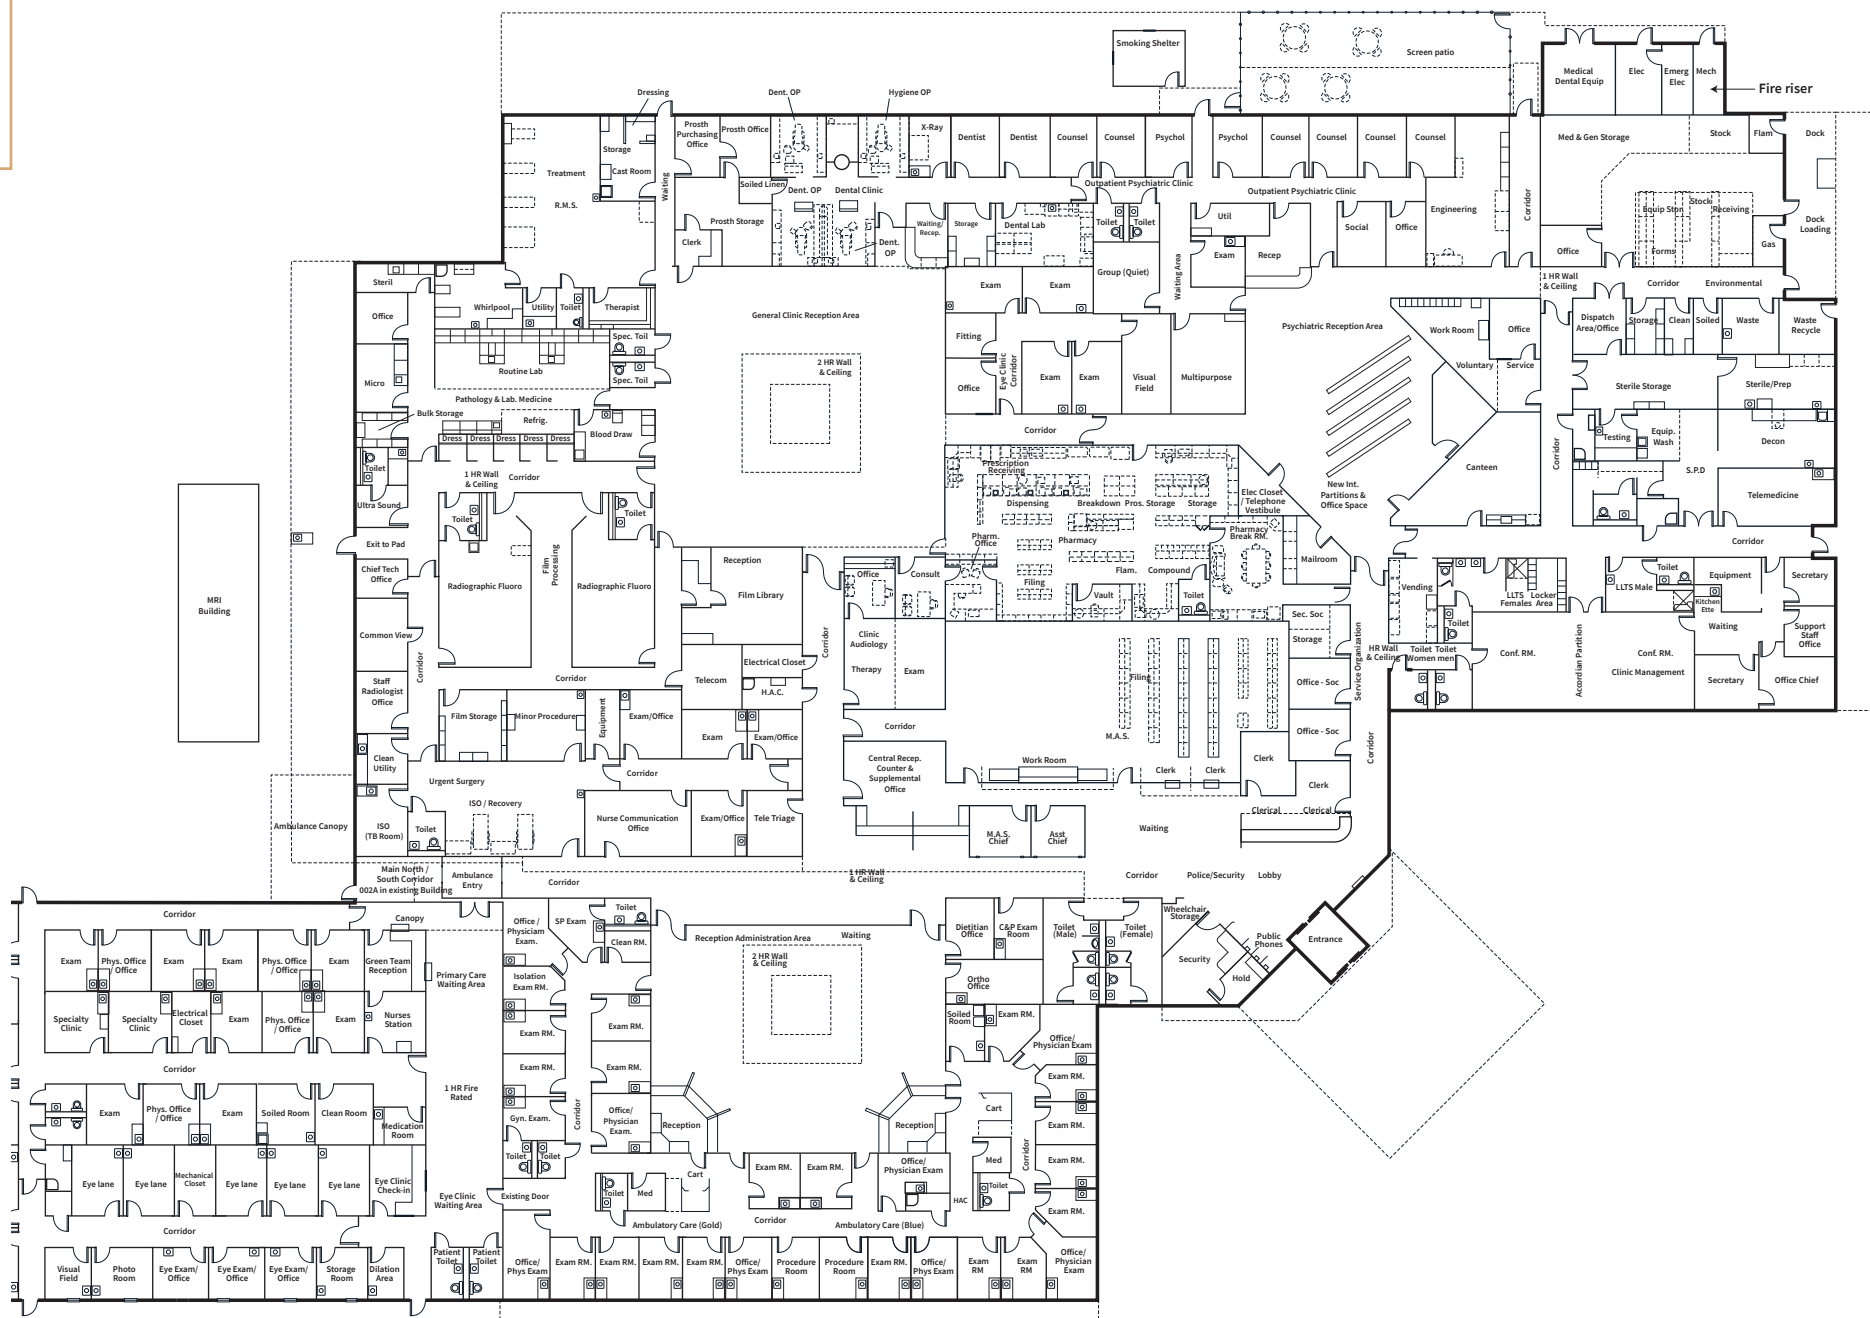 Smoking Shelter
Screen patio
Medical
Dental Equip
Elec
Emerg
Elec
Mech
Fire riser
Dressing
Dent. OP
Hygiene OP
Storage
Cast Room
Treatment
R.M.S.
Waiting
Prosth
Purchasing
Office
Prosth Office
X-Ray
Dentist
Dentist
Counsel
Counsel
Psychol
Psychol
Counsel
Counsel
Counsel
Counsel
Med & Gen Storage
Stock
Flam
Dock
Soiled Linen
Dent. OP
Dental Clinic
Outpatient Psychiatric Clinic
Outpatient Psychiatric Clinic
Prosth Storage
Clerk
Dent.
OP
Waiting/
Recep.
Storage
Dental Lab
Toilet
Toilet
Util
Exam
Recep
Social
Office
Engineering
Corridor
Equip Stor
Stock
Receiving
Forms
Office
Gas
Dock
Loading
Steril
Office
Micro
Whirlpool
Utility
Toilet
Therapist
Spec. Toil
Spec. Toil
Routine Lab
General Clinic Reception Area
2 HR Wall
& Ceiling
Exam
Exam
Group (Quiet)
Waiting Area
Fitting
Office
Eye Clinic
Corridor
Exam
Exam
Visual
Field
Multipurpose
Psychiatric Reception Area
1 HR Wall
& Ceiling
Corridor
Environmental
Work Room
Office
Voluntary
Service
Dispatch
Area/Office
Storage
Clean
Soiled
Waste
Waste
Recycle
Sterile Storage
Sterile/Prep
Pathology & Lab. Medicine
Bulk Storage
Refrig.
Dress
Dress
Dress
Dress
Dress
Blood Draw
Toilet
Ultra Sound
1 HR Wall
& Ceiling
Corridor
Corridor
Prescription
Receiving
Dispensing
Breakdown
Pros. Storage
Storage
Elec Closet
/ Telephone
Vestibule
New Int.
Partitions &
Office Space
Canteen
Corridor
Testing
Equip.
Wash
Decon
S.P.D
Telemedicine
Corridor
MRI
Building
Exit to Pad
Chief Tech
Office
Toilet
Toilet
Radiographic Fluoro
Film
Processing
Radiographic Fluoro
Reception
Film Library
Office
Consult
Pharm.
Office
Pharmacy
Flam.
Compound
Filing
Vault
Toilet
Pharmacy
Break RM.
Mailroom
Vending
Toilet
LLTS
Females
Locker
Area
LLTS Male
Toilet
Equipment
Kitchen
Ette
Secretary
Support
Staff
Office
Waiting
Common View
Corridor
Corridor
Clinic
Audiology
Therapy
Exam
Sec. Soc
Storage
Service Organization
HR Wall
& Ceiling
Toilet
Women
Toilet
men
Conf. RM.
Accordian Partition
Conf. RM.
Clinic Management
Secretary
Office Chief
Staff
Radiologist
Office
Corridor
Telecom
Electrical Closet
H.A.C.
Filing
Office - Soc
Film Storage
Minor Procedure
Equipment
Exam/Office
Exam
Exam/Office
Corridor
M.A.S.
Office - Soc
Corridor
Clean
Utility
Urgent Surgery
Corridor
Central Recep.
Counter &
Supplemental
Office
Work Room
Clerk
Clerk
Clerk
Clerk
Clerical
Clerical
Ambulance Canopy
ISO
(TB Room)
Toilet
ISO / Recovery
Nurse Communication
Office
Exam/Office
Tele Triage
M.A.S.
Chief
Asst
Chief
Waiting
Main North /
South Corridor
002A in existing Building
Ambulance
Entry
Corridor
1 HR Wall
& Ceiling
Corridor
Police/Security
Lobby
Corridor
Canopy
Office /
Physiciam
Exam.
SP Exam
Toilet
Clean RM.
Reception Administration Area
Waiting
2 HR Wall
& Ceiling
Dietitian
Office
C&P Exam
Room
Toilet
(Male)
Toilet
(Female)
Wheelchair
Storage
Security
Public
Phones
Hold
Entrance
Exam
Phys. Office
/ Office
Exam
Exam
Phys. Office
/ Office
Green Team
Reception
Primary Care
Waiting Area
Isolation
Exam RM.
Ortho
Office
Specialty
Clinic
Specialty
Clinic
Electrical
Closet
Exam
Phys. Office
/ Office
Exam
Nurses
Station
Exam RM.
Exam RM.
Soiled
Room
Exam RM.
Office/
Physician Exam
Corridor
Exam RM.
Exam RM.
Exam RM.
1 HR Fire
Rated
Exam
Phys. Office
/ Office
Exam
Soiled Room
Clean Room
Medication
Room
Gyn. Exam.
Corridor
Office/
Physician
Exam.
Reception
Reception
Cart
Exam RM.
Toilet
Toilet
Exam RM.
Exam RM.
Office/
Physician Exam
Med
Corridor
Exam RM.
Eye lane
Eye lane
Mechanical
Closet
Eye lane
Eye lane
Eye lane
Eye Clinic
Check-in
Eye Clinic
Waiting Area
Existing Door
Toilet
Med
Cart
HAC
Toilet
Exam RM.
Corridor
Ambulatory Care (Gold)
Corridor
Ambulatory Care (Blue)
Visual
Field
Photo
Room
Eye Exam/
Office
Eye Exam/
Office
Eye Exam/
Office
Storage
Room
Dilation
Area
Patient
Toilet
Patient
Toilet
Office/
Phys Exam
Exam RM.
Exam RM.
Exam RM.
Exam RM.
Office/
Phys Exam
Procedure
Room
Procedure
Room
Exam RM.
Office/
Phys Exam
Exam
RM
Exam
RM
Office/
Physician
Exam